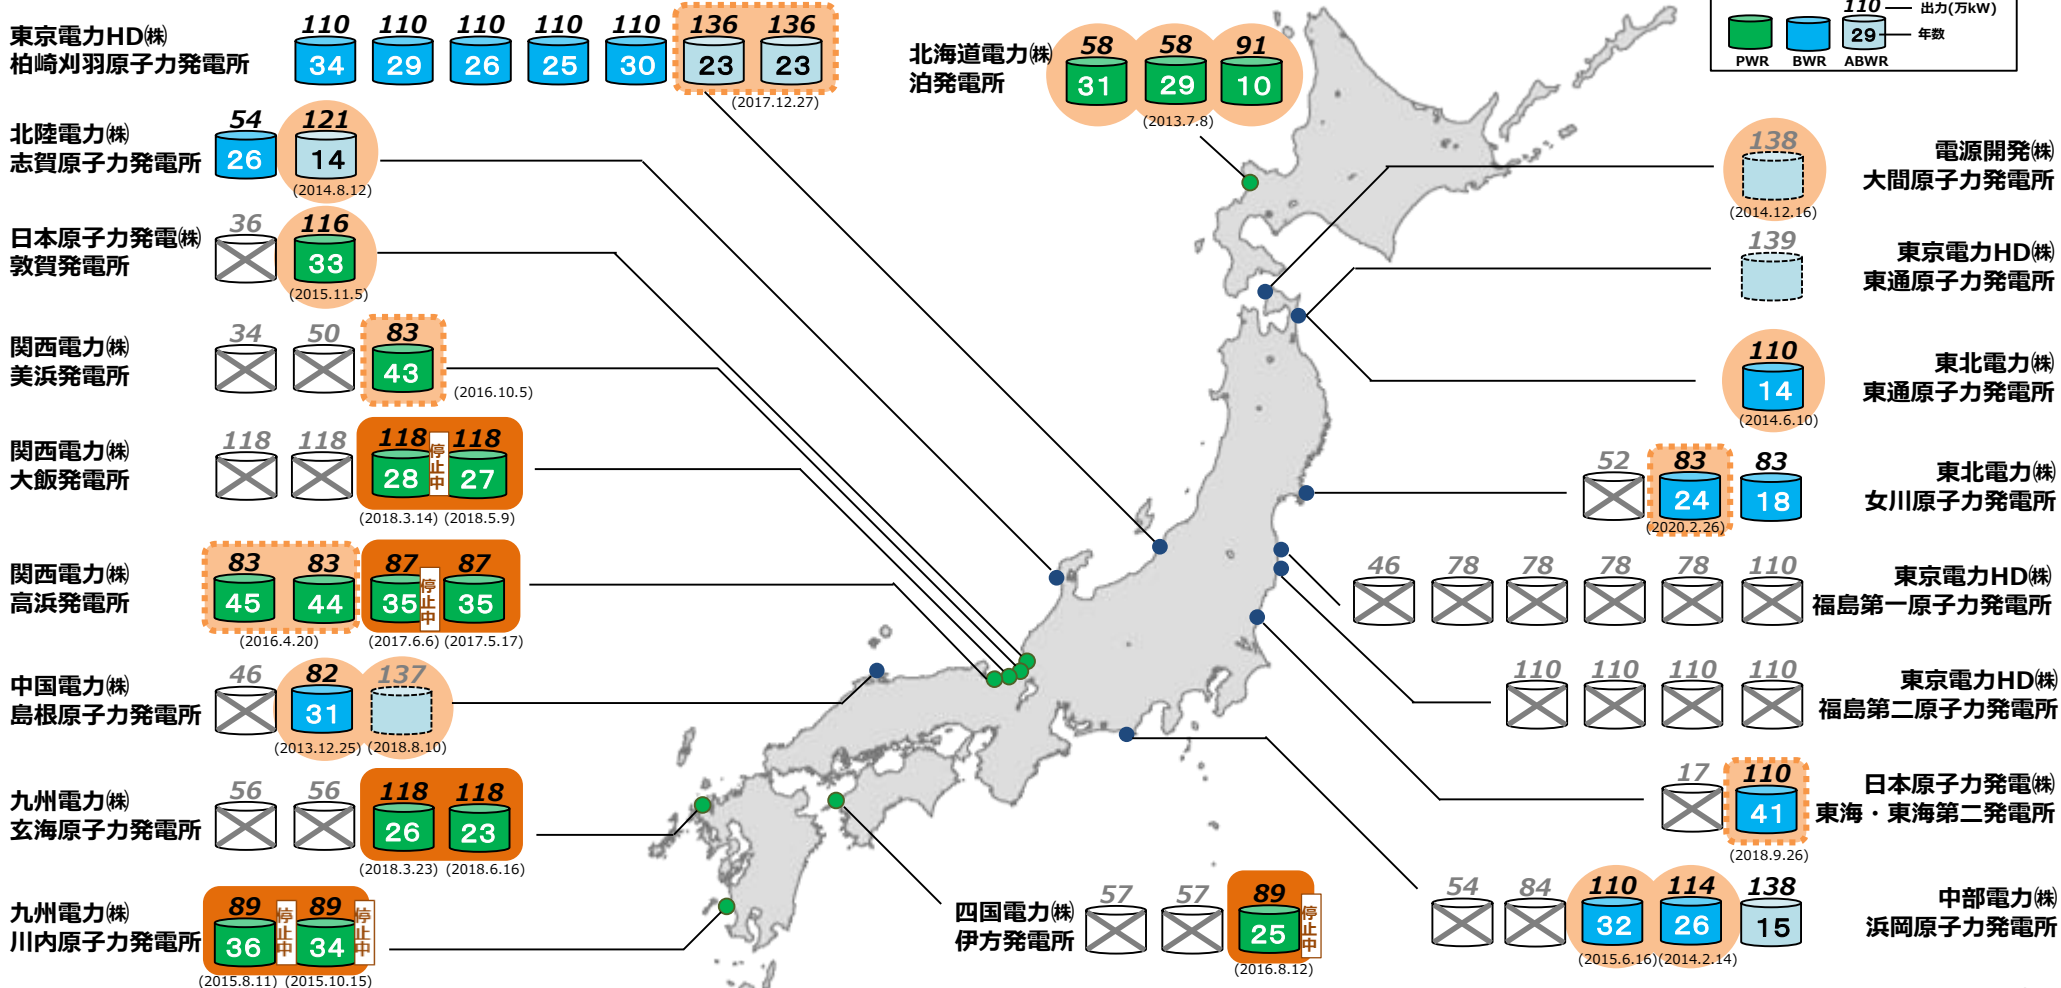 東京電力HD㈱
柏崎刈羽原子力発電所
110 110 110 110 110 136 136
34 29 26 25 30 23 23
(2017.12.27)
北陸電力㈱
志賀原子力発電所
54 121
26 14
(2014.8.12)
日本原子力発電㈱
敦賀発電所
36 116
33
(2015.11.5)
関西電力㈱
美浜発電所
34 50 83
43
(2016.10.5)
関西電力㈱
大飯発電所
118 118 118 118
28 27
停止中
(2018.3.14) (2018.5.9)
関西電力㈱
高浜発電所
83 83 87 87
45 44 35 35
停止中
(2016.4.20) (2017.6.6) (2017.5.17)
中国電力㈱
島根原子力発電所
46 82 137
31
(2013.12.25) (2018.8.10)
九州電力㈱
玄海原子力発電所
56 56 118 118
26 23
(2018.3.23) (2018.6.16)
九州電力㈱
川内原子力発電所
89 89
36 34
停止中 停止中
(2015.8.11) (2015.10.15)
北海道電力㈱
泊発電所
58 58 91
31 29 10
(2013.7.8)
四国電力㈱
伊方発電所
57 57 89
25
停止中
(2016.8.12)
110 出力(万kW)
29 年数
PWR BWR ABWR
138
電源開発㈱
大間原子力発電所
(2014.12.16)
139
東京電力HD㈱
東通原子力発電所
110
14
東北電力㈱
東通原子力発電所
(2014.6.10)
52 83 83
24 18
東北電力㈱
女川原子力発電所
(2020.2.26)
46 78 78 78 78 110
東京電力HD㈱
福島第一原子力発電所
110 110 110 110
東京電力HD㈱
福島第二原子力発電所
17 110
41
日本原子力発電㈱
東海・東海第二発電所
(2018.9.26)
54 84 110 114 138
32 26 15
中部電力㈱
浜岡原子力発電所
(2015.6.16) (2014.2.14)